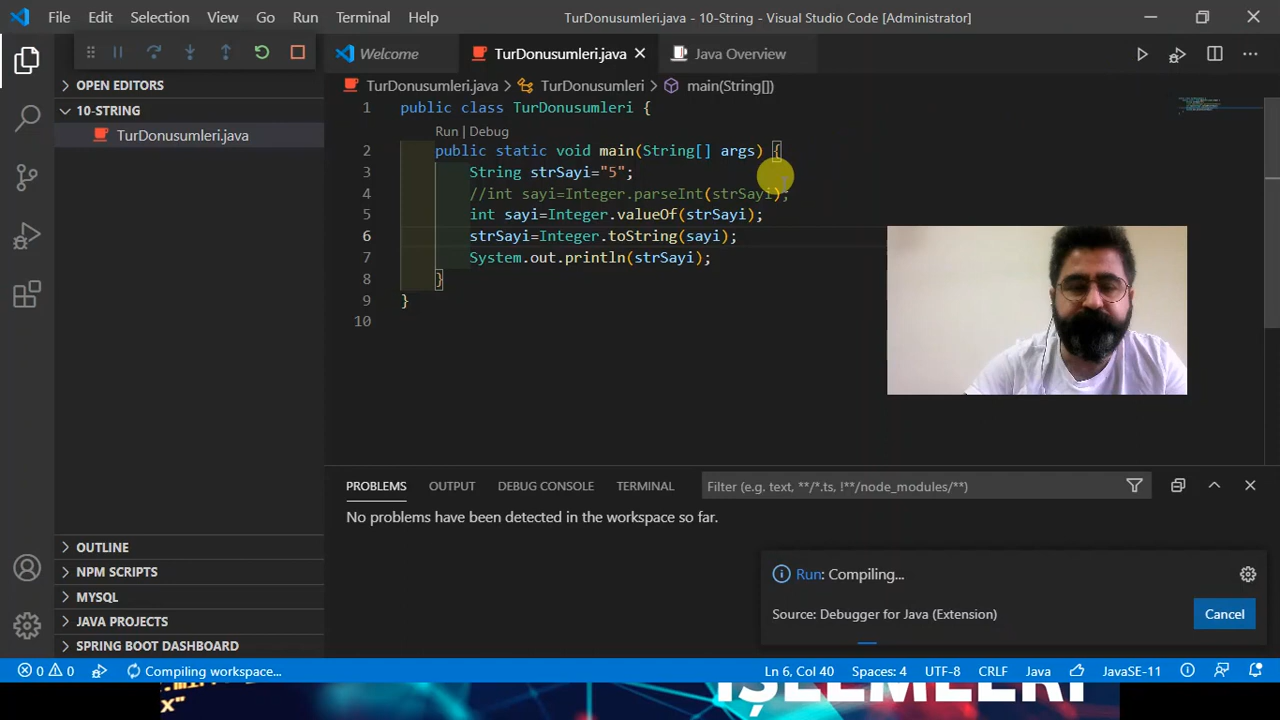 File Edit Selection View Go Run Terminal Help TurDonusumleri.java - 10-String - Visual Studio Code [Administrator]
Welcome TurDonusumleri.java Java Overview
OPEN EDITORS
10-STRING
TurDonusumleri.java
TurDonusumleri.java > TurDonusumleri > main(String[])
1 public class TurDonusumleri {
Run | Debug
2 public static void main(String[] args) {
3 String strSayi="5";
4 //int sayi=Integer.parseInt(strSayi);
5 int sayi=Integer.valueOf(strSayi);
6 strSayi=Integer.toString(sayi);
7 System.out.println(strSayi);
8 }
9 }
10
PROBLEMS OUTPUT DEBUG CONSOLE TERMINAL Filter (e.g. text, **/*.ts, !**/node_modules/**)
No problems have been detected in the workspace so far.
OUTLINE
NPM SCRIPTS
MYSQL
JAVA PROJECTS
SPRING BOOT DASHBOARD
Run: Compiling...
Source: Debugger for Java (Extension) Cancel
0 0 Compiling workspace... Ln 6, Col 40 Spaces: 4 UTF-8 CRLF Java JavaSE-11
x"
İŞLEMLERİ